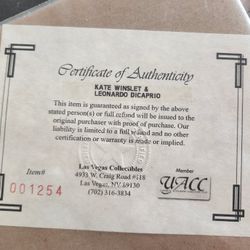 Certificate of Authenticity
KATE WINSLET &
LEONARDO DICAPRIO
This item is guaranteed as signed by the above
stated person(s) or full refund will be issued to the
original purchaser with proof of purchase. Our
liability is limited to a full refund and no other
certification or warranty is made or implied.
Item#
001254
Las Vegas Collectibles
4933 W. Craig Road #318
Las Vegas, NV 89130
(702) 316-3834
Member
UACC